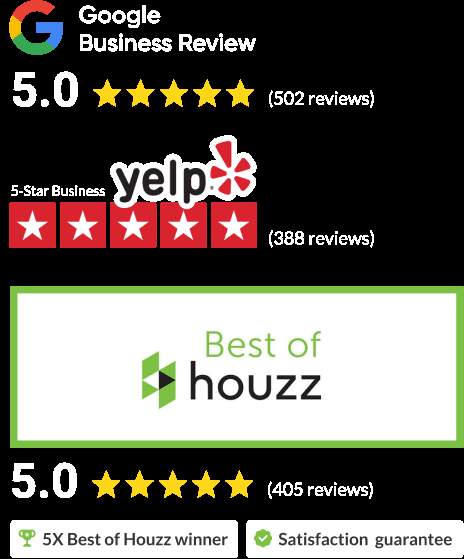 Google
Business Review
5.0 (502 reviews)
5-Star Business yelp
(388 reviews)
Best of
houzz
5.0 (405 reviews)
5X Best of Houzz winner
Satisfaction guarantee